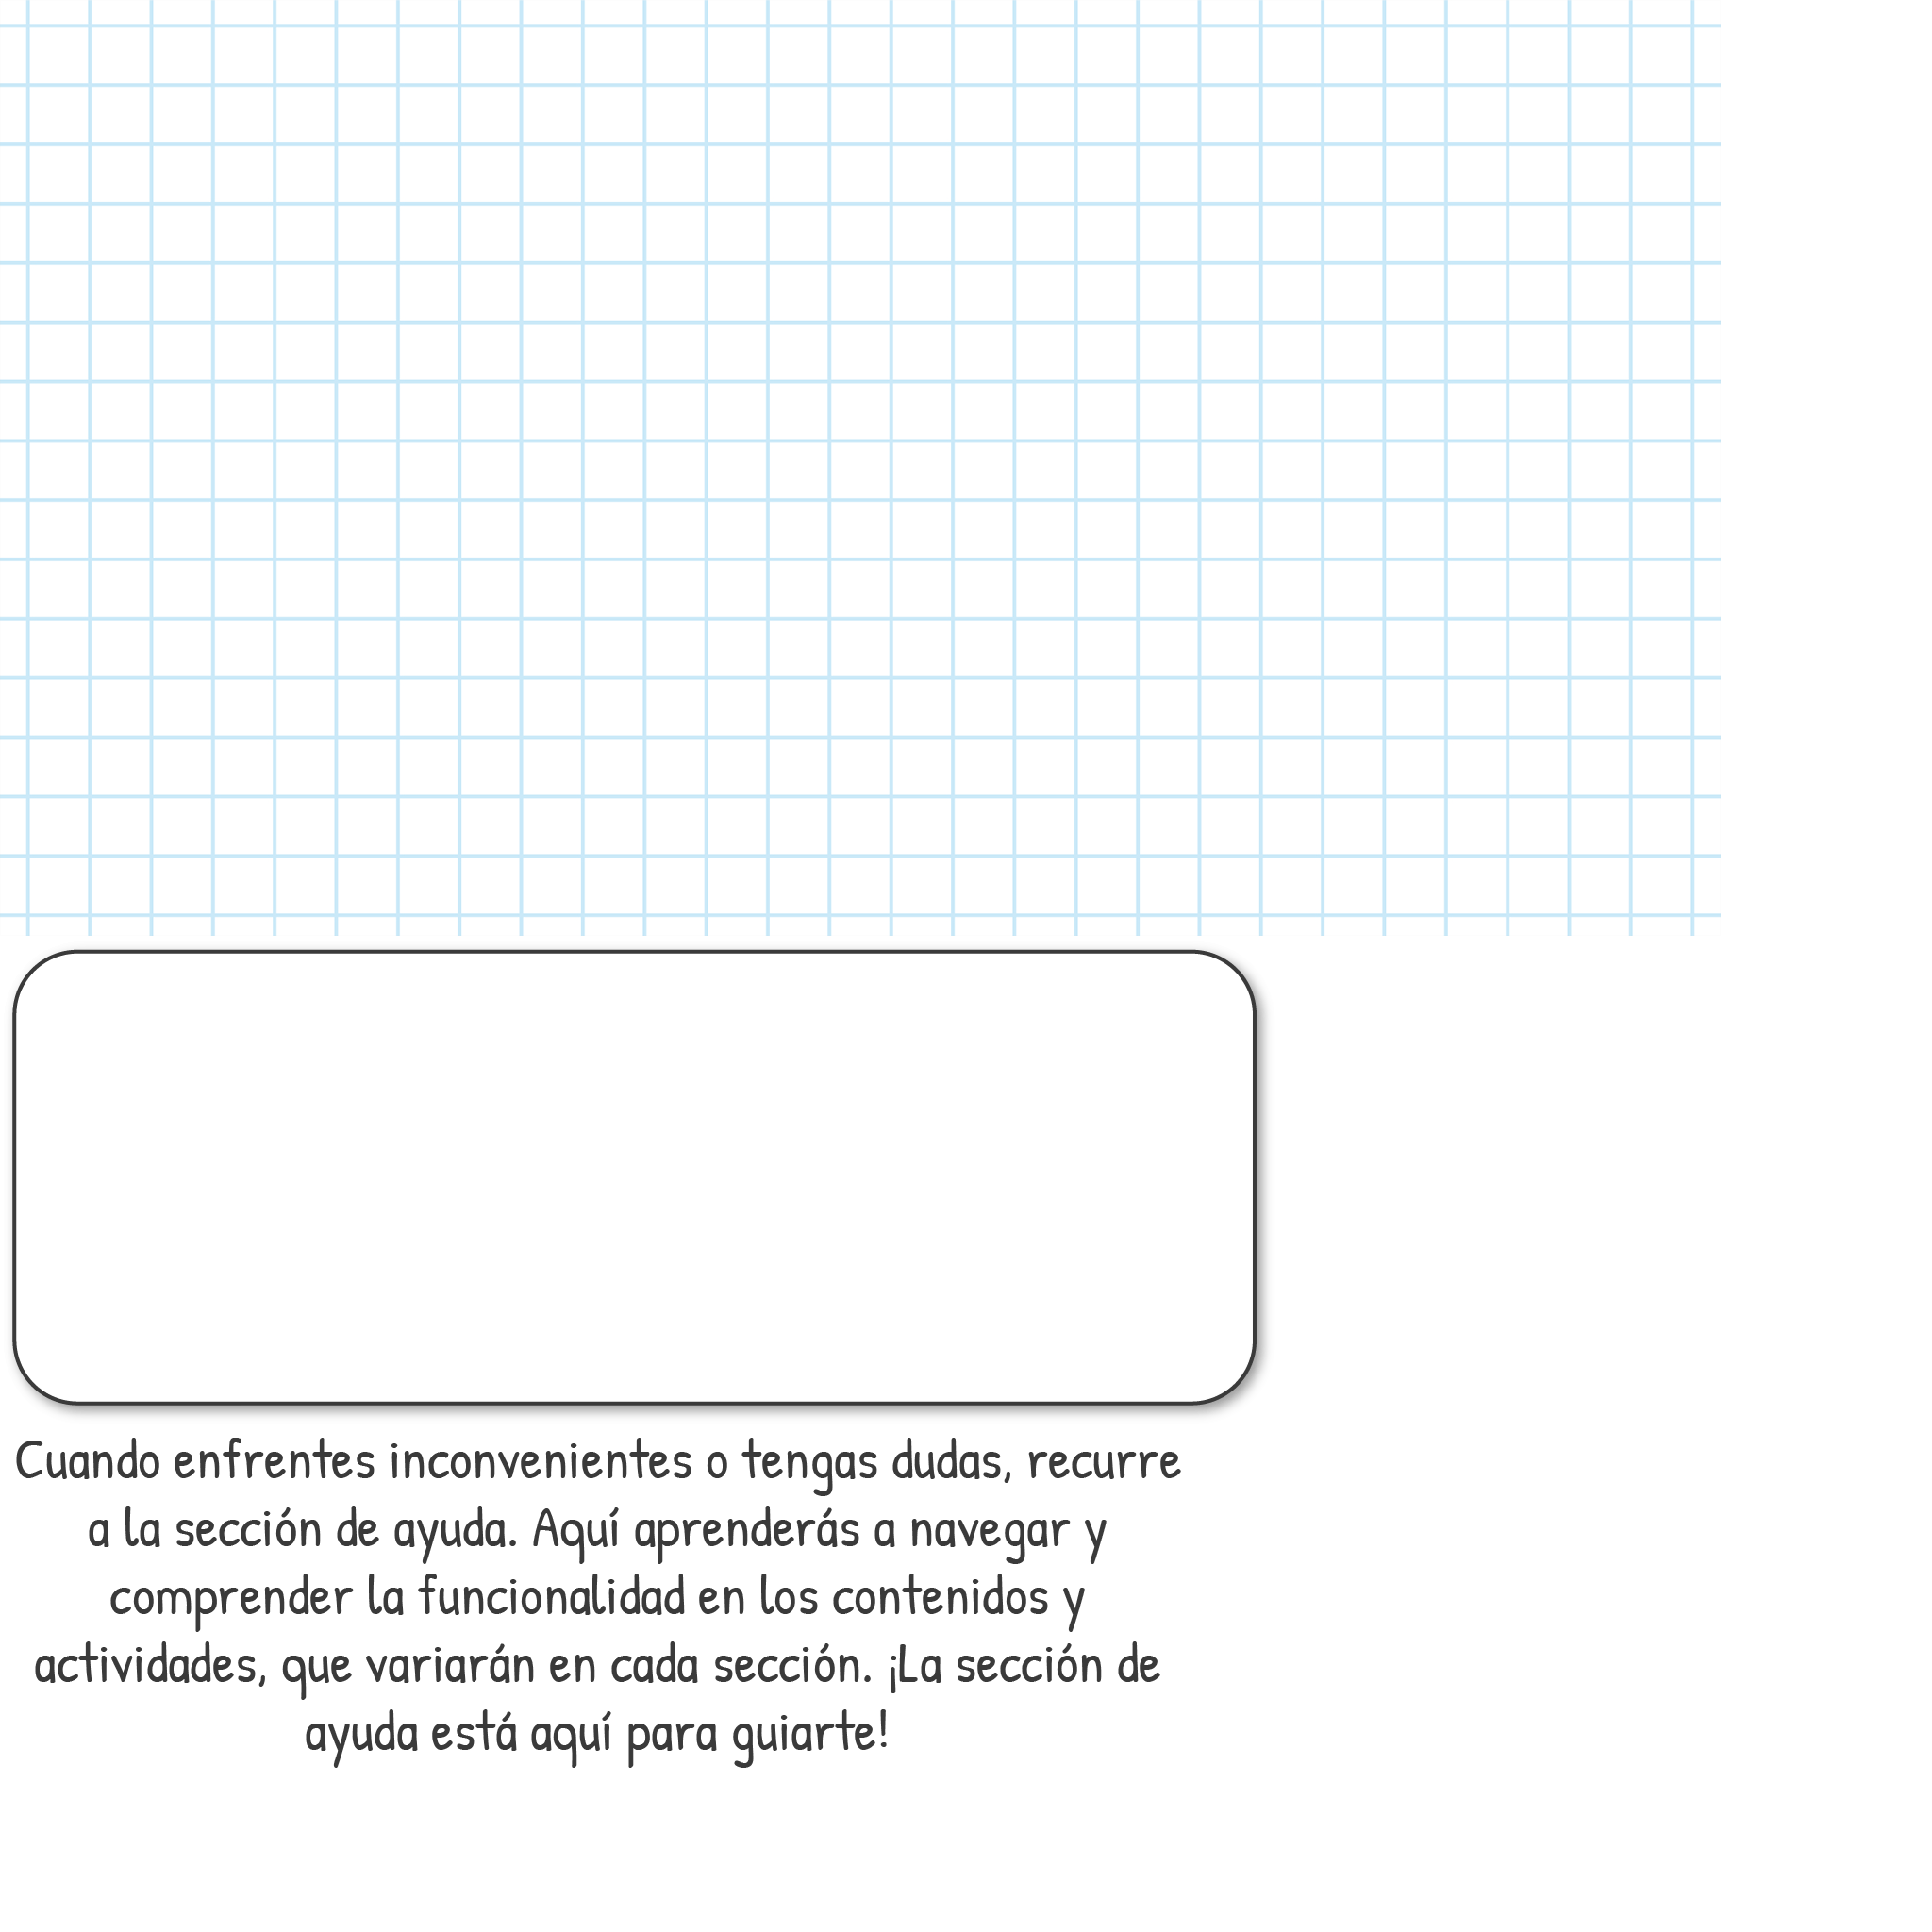 Cuando enfrentes inconvenientes o tengas dudas, recurre
a la sección de ayuda. Aquí aprenderás a navegar y
comprender la funcionalidad en los contenidos y
actividades, que variarán en cada sección. ¡La sección de
ayuda está aquí para guiarte!